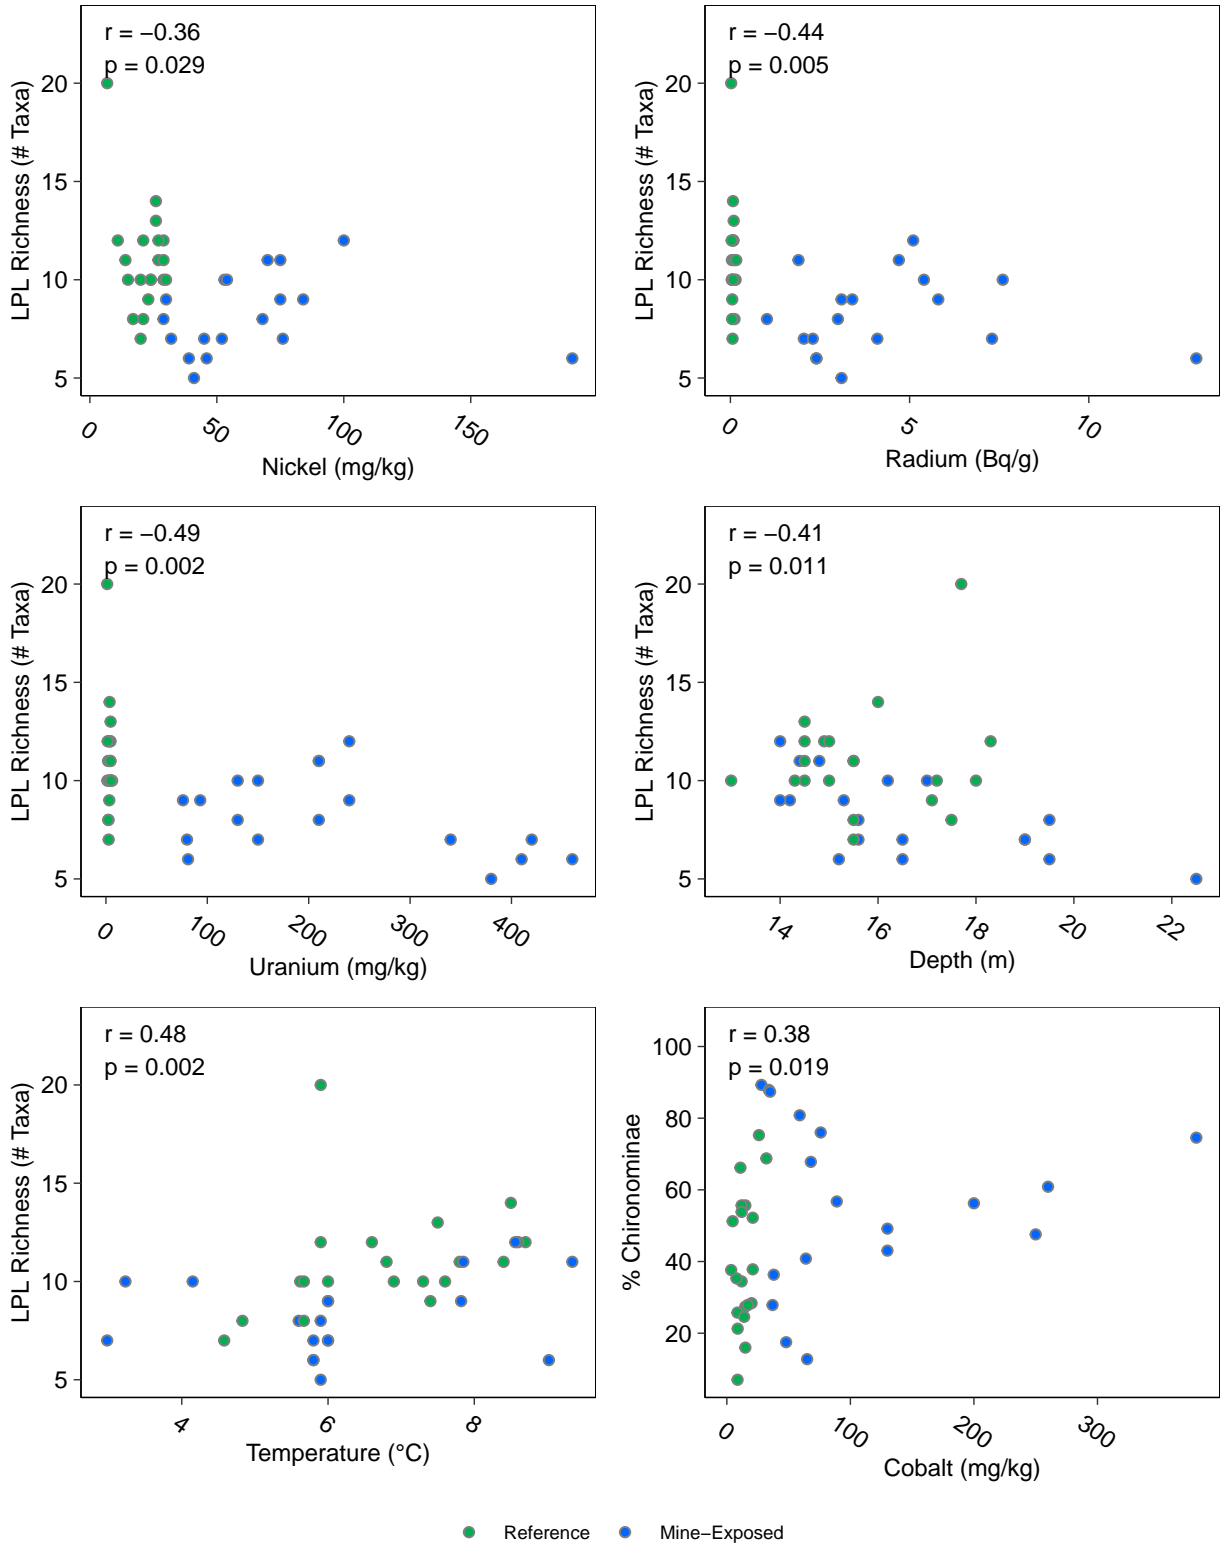 r = −0.36
p = 0.029
LPL Richness (# Taxa)
20
15
10
5
0
50
100
150
Nickel (mg/kg)
r = −0.44
p = 0.005
LPL Richness (# Taxa)
20
15
10
5
0
5
10
Radium (Bq/g)
r = −0.49
p = 0.002
LPL Richness (# Taxa)
20
15
10
5
0
100
200
300
400
Uranium (mg/kg)
r = −0.41
p = 0.011
LPL Richness (# Taxa)
20
15
10
5
14
16
18
20
22
Depth (m)
r = 0.48
p = 0.002
LPL Richness (# Taxa)
20
15
10
5
4
6
8
Temperature (°C)
r = 0.38
p = 0.019
% Chironominae
100
80
60
40
20
0
100
200
300
Cobalt (mg/kg)
Reference
Mine−Exposed